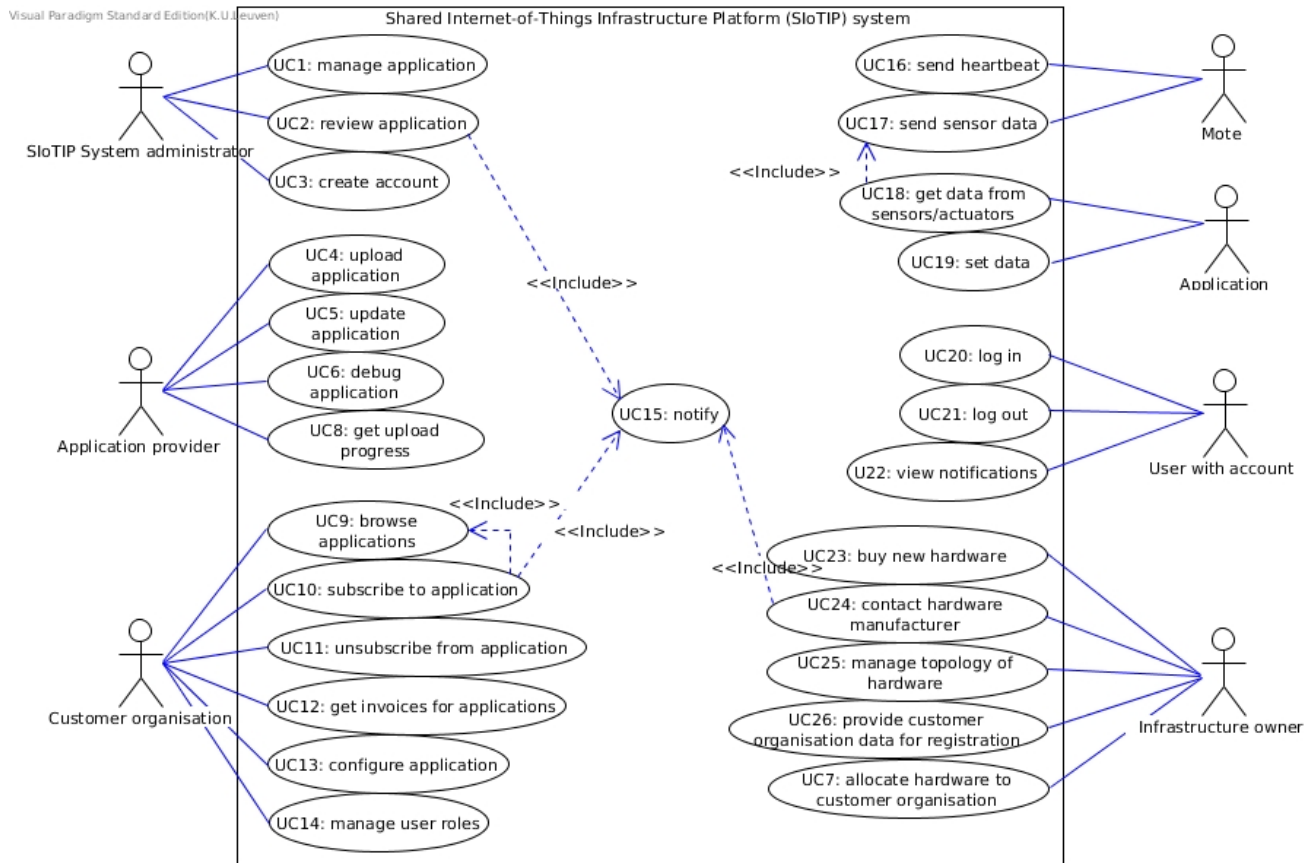 Visual Paradigm Standard Edition(K.U.Leuven)
Shared Internet-of-Things Infrastructure Platform (SIoTIP) system
SIoTIP System administrator
UC1: manage application
UC2: review application
UC3: create account
<<Include>>
Application provider
UC4: upload
application
UC5: update
application
UC6: debug
application
UC8: get upload
progress
UC15: notify
Customer organisation
UC9: browse
applications
<<Include>>
<<Include>>
UC10: subscribe to application
UC11: unsubscribe from application
UC12: get invoices for applications
UC13: configure application
UC14: manage user roles
UC16: send heartbeat
UC17: send sensor data
Mote
<<Include>>
UC18: get data from
sensors/actuators
UC19: set data
Application
UC20: log in
UC21: log out
U22: view notifications
User with account
UC23: buy new hardware
<<Include>>
UC24: contact hardware
manufacturer
UC25: manage topology of
hardware
UC26: provide customer
organisation data for registration
UC7: allocate hardware to
customer organisation
Infrastructure owner